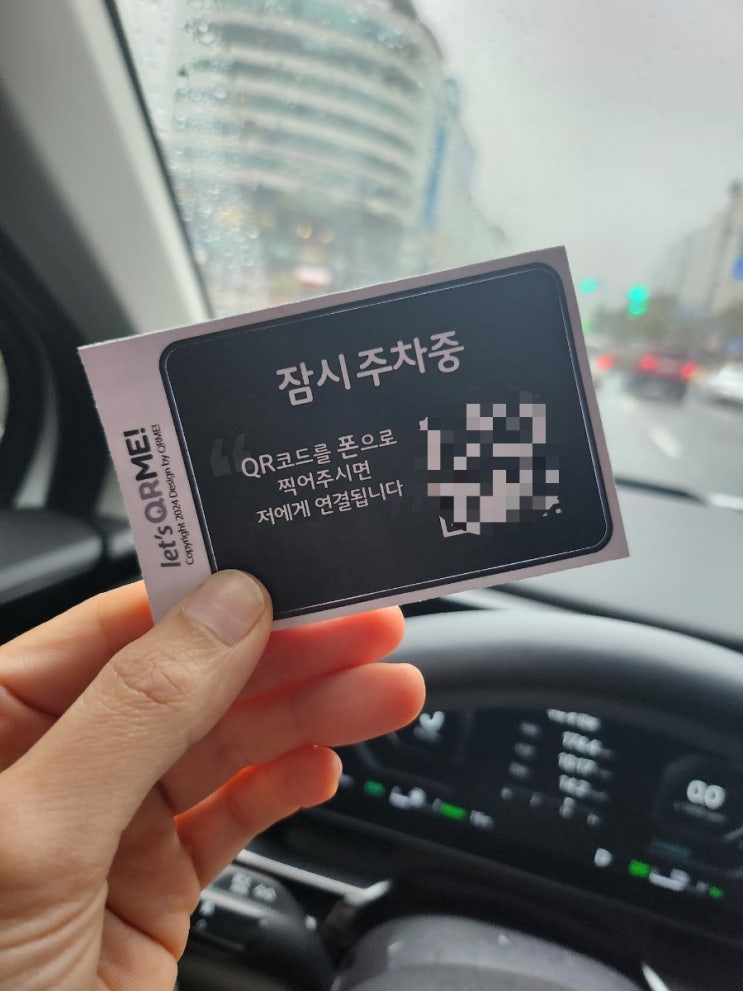 잠시 주차중
QR코드를 폰으로
찍어주시면
저에게 연결됩니다
let's QRME!
Copyright 2024 Design by QRME!